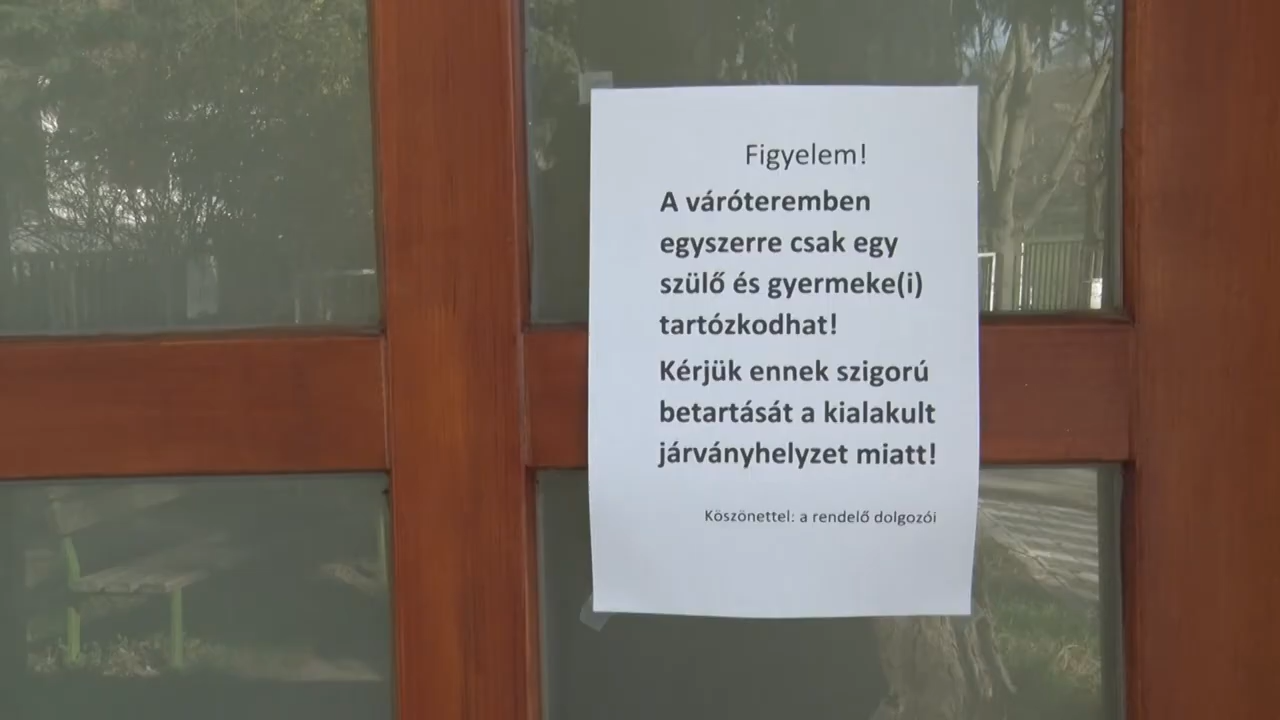 Figyelem!
A váróteremben
egyszerre csak egy
szülő és gyermeke(i)
tartózkodhat!
Kérjük ennek szigorú
betartását a kialakult
járványhelyzet miatt!
Köszönettel: a rendelő dolgozói